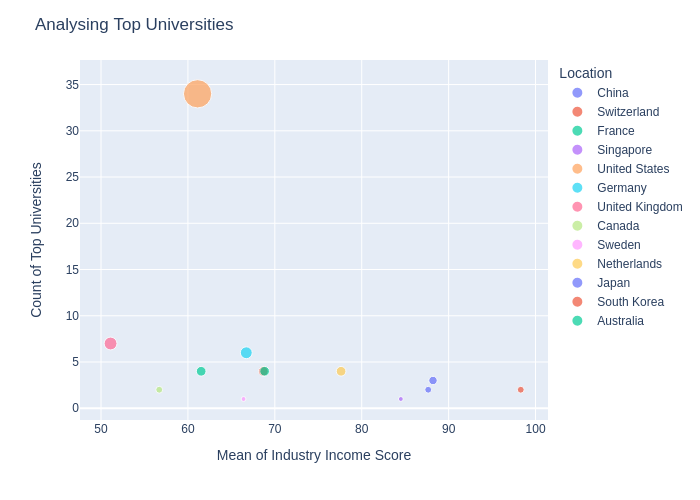 Analysing Top Universities
Count of Top Universities
35
30
25
20
15
10
5
0
50 60 70 80 90 100
Mean of Industry Income Score
Location
China
Switzerland
France
Singapore
United States
Germany
United Kingdom
Canada
Sweden
Netherlands
Japan
South Korea
Australia